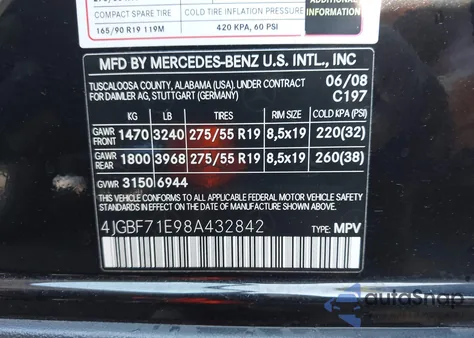 COMPACT SPARE TIRE
COLD TIRE INFLATION PRESSURE
ADDITIONAL
INFORMATION
165/90 R19 119M
420 KPA, 60 PSI
MFD BY MERCEDES-BENZ U.S. INTL., INC
TUSCALOOSA COUNTY, ALABAMA (USA). UNDER CONTRACT
FOR DAIMLER AG, STUTTGART (GERMANY)
06/08
C197
KG LB RIM SIZE COLD KPA (PSI)
GAWR FRONT 1470 3240 275/55 R19 8,5x19 220(32)
GAWR REAR 1800 3968 275/55 R19 8,5x19 260(38)
GVWR 3150 6944
THIS VEHICLE CONFORMS TO ALL APPLICABLE FEDERAL MOTOR
VEHICLE SAFETY STANDARDS IN EFFECT ON THE DATE OF
MANUFACTURE SHOWN ABOVE.
4JGBF71E98A432842
TYPE: MPV
autoSnap